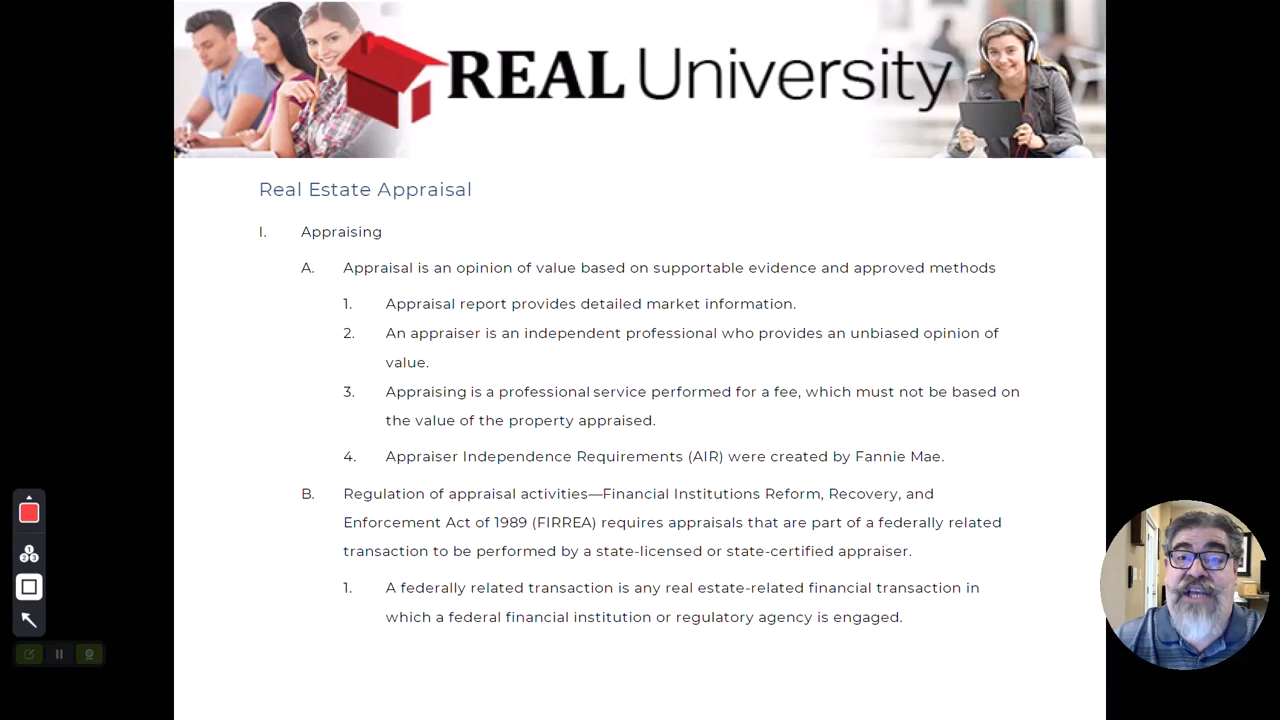 REAL University
Real Estate Appraisal
I. Appraising
A. Appraisal is an opinion of value based on supportable evidence and approved methods
1. Appraisal report provides detailed market information.
2. An appraiser is an independent professional who provides an unbiased opinion of
value.
3. Appraising is a professional service performed for a fee, which must not be based on
the value of the property appraised.
4. Appraiser Independence Requirements (AIR) were created by Fannie Mae.
B. Regulation of appraisal activities—Financial Institutions Reform, Recovery, and
Enforcement Act of 1989 (FIRREA) requires appraisals that are part of a federally related
transaction to be performed by a state-licensed or state-certified appraiser.
1. A federally related transaction is any real estate-related financial transaction in
which a federal financial institution or regulatory agency is engaged.